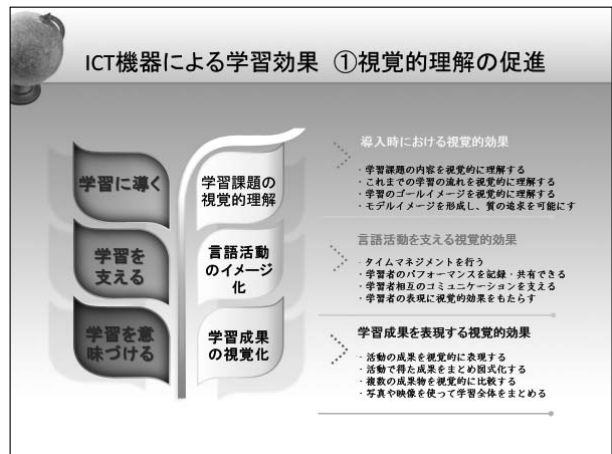 ICT機器による学習効果 ①視覚的理解の促進
学習に導く
学習課題の
視覚的理解
導入時における視覚的効果
・学習課題の内容を視覚的に理解する
・これまでの学習の流れを視覚的に理解する
・学習のゴールイメージを視覚的に理解する
・モデルイメージを形成し、質の追求を可能にす
学習を
支える
言語活動
のイメージ
化
言語活動を支える視覚的効果
・タイムマネジメントを行う
・学習者のパフォーマンスを記録・共有できる
・学習者相互のコミュニケーションを支える
・学習者の表現に視覚的効果をもたらす
学習を意
味づける
学習成果
の視覚化
学習成果を表現する視覚的効果
・活動の成果を視覚的に表現する
・活動で得た成果をまとめ図式化する
・複数の成果物を視覚的に比較する
・写真や映像を使って学習全体をまとめる